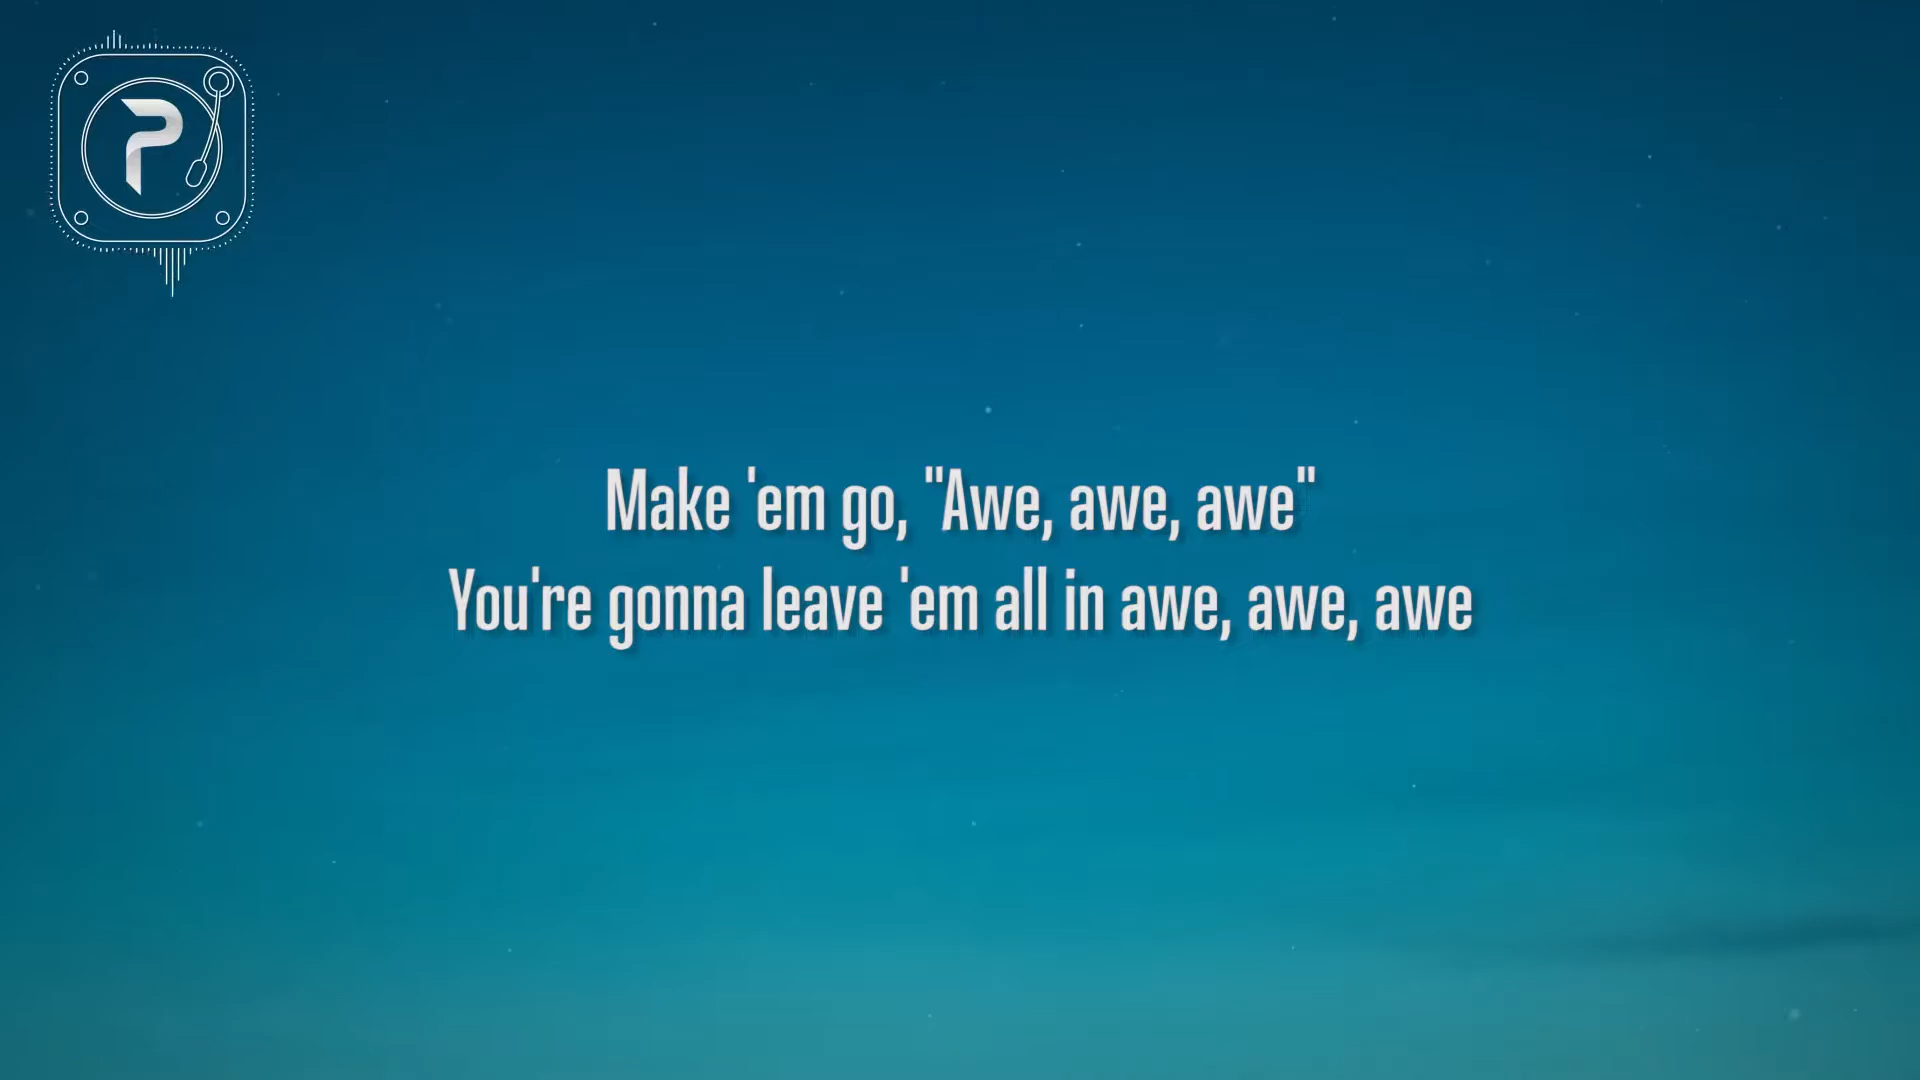 P
Make 'em go, "Awe, awe, awe"
You're gonna leave 'em all in awe, awe, awe